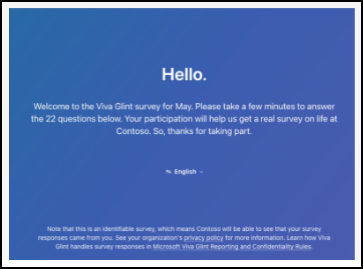 Hello.
Welcome to the Viva Glint survey for May. Please take a few minutes to answer
the 22 questions below. Your participation will help us get a real survey on life at
Contoso. So, thanks for taking part.
English
Note that this is an identifiable survey, which means Contoso will be able to see that your survey
responses came from you. See your organization's privacy policy for more information. Learn how Viva
Glint handles survey responses in Microsoft Viva Glint Reporting and Confidentiality Rules.